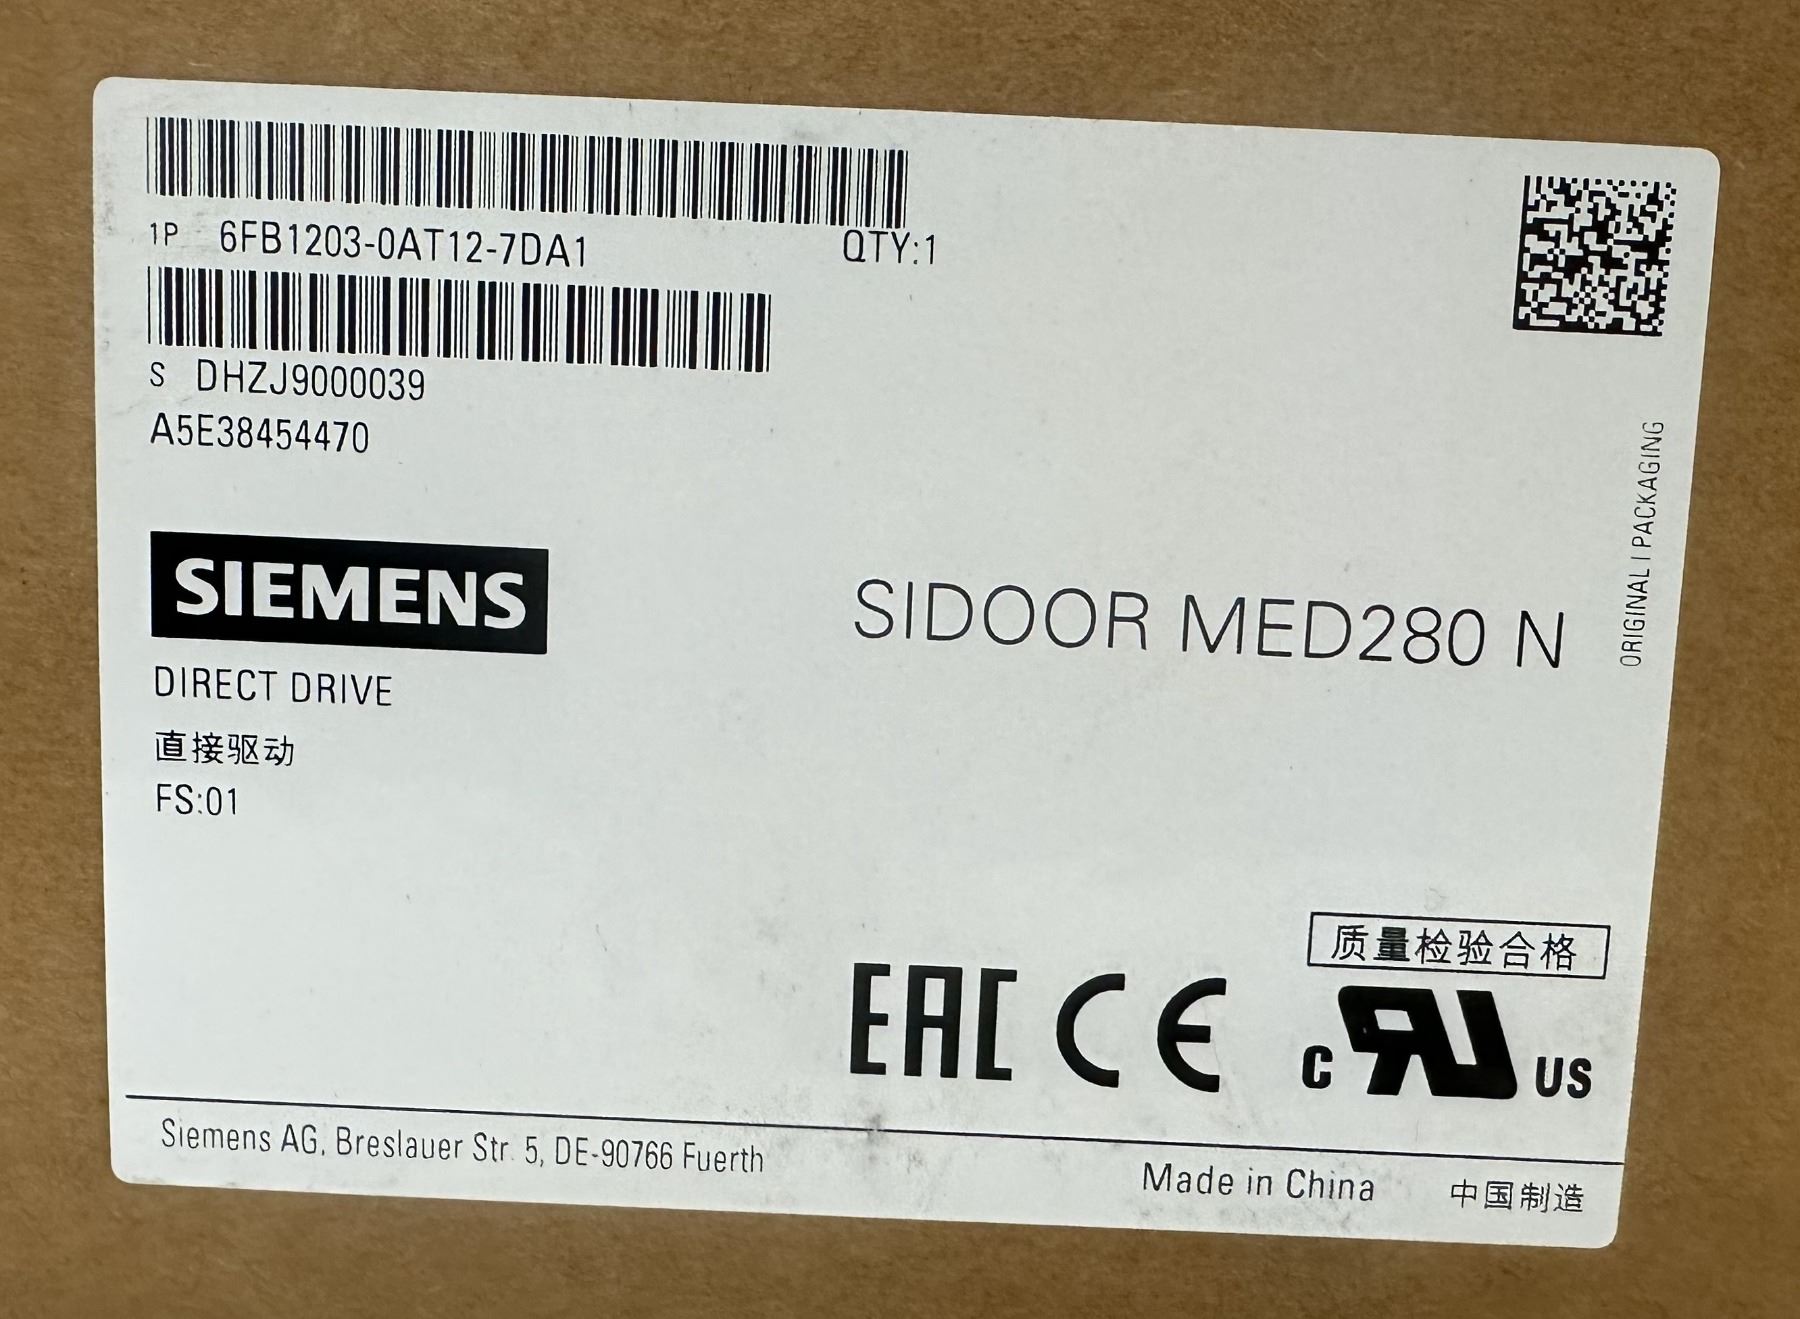 1P 6FB1203-0AT12-7DA1 QTY:1
S DHZJ9000039
A5E38454470
ORIGINAL | PACKAGING
SIEMENS
SIDOOR MED280 N
DIRECT DRIVE
直接驱动
FS:01
质量检验合格
EAC CE c RU US
Siemens AG, Breslauer Str. 5, DE-90766 Fuerth
Made in China 中国制造